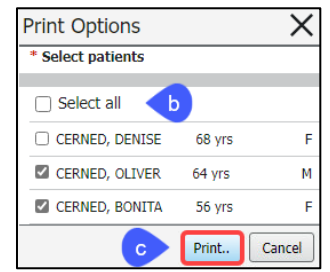 Print Options
* Select patients
Select all b
CERNED, DENISE 68 yrs F
CERNED, OLIVER 64 yrs M
CERNED, BONITA 56 yrs F
c Print.. Cancel